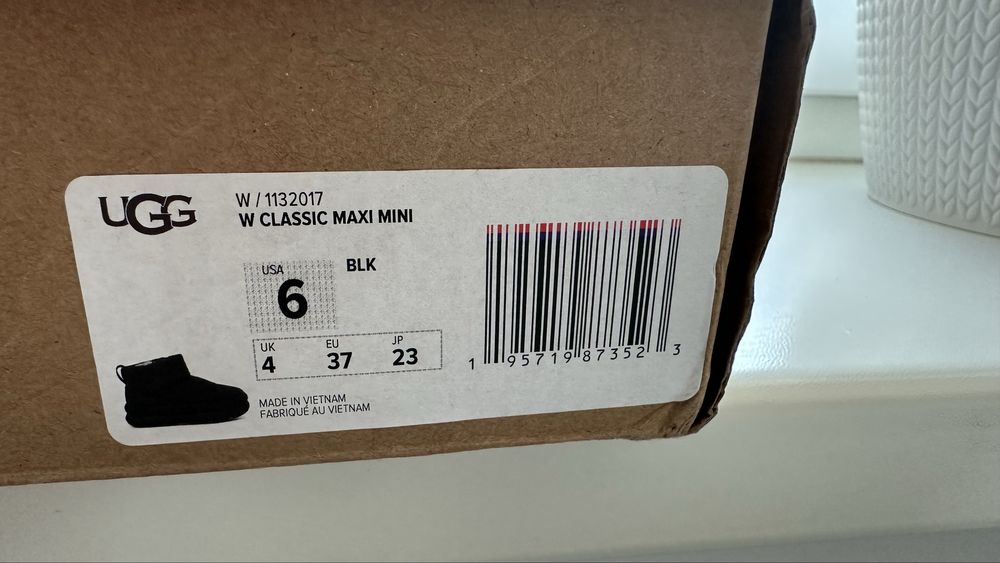 UGG
W / 1132017
W CLASSIC MAXI MINI
USA
6
BLK
UK EU JP
4 37 23
MADE IN VIETNAM
FABRIQUÉ AU VIETNAM
1 95719 87352 3